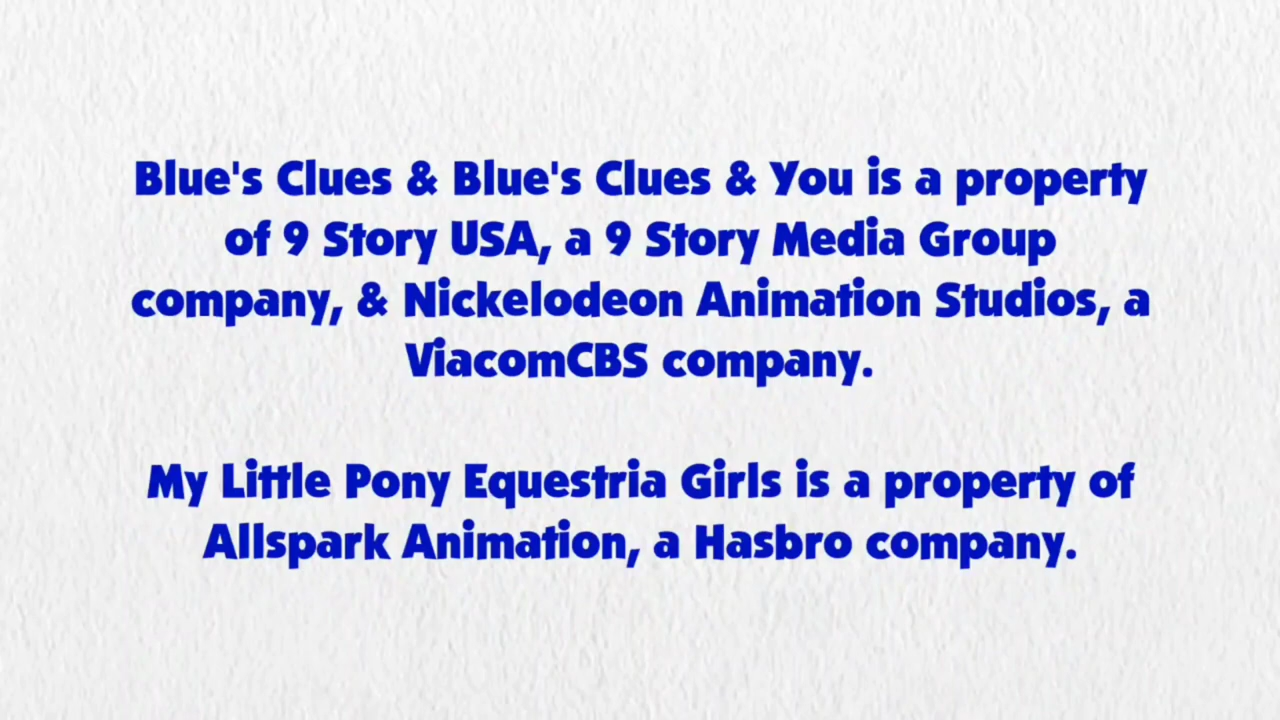 Blue's Clues & Blue's Clues & You is a property
of 9 Story USA, a 9 Story Media Group
company, & Nickelodeon Animation Studios, a
ViacomCBS company.
My Little Pony Equestria Girls is a property of
Allspark Animation, a Hasbro company.